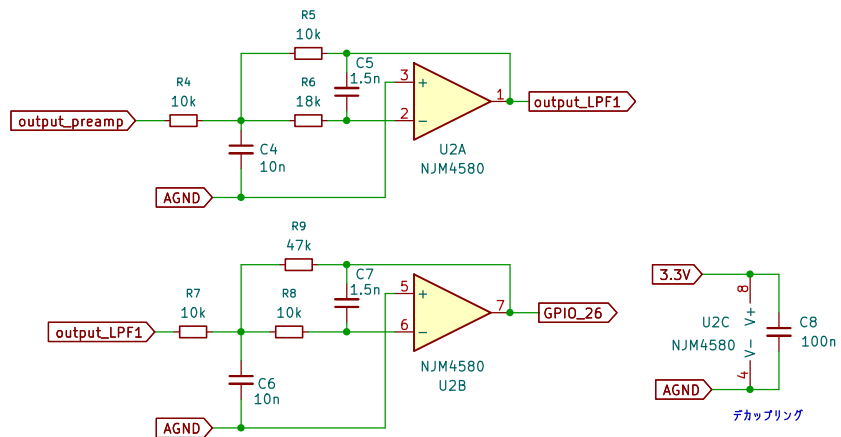 R5
10k
R4
10k
R6
18k
C5
1.5n
3
+
2
−
1
output_preamp
output_LPF1
C4
10n
U2A
NJM4580
AGND
R9
47k
R7
10k
R8
10k
C7
1.5n
5
+
6
−
7
output_LPF1
GPIO_26
C6
10n
NJM4580
U2B
AGND
3.3V
8
V+
U2C
NJM4580
V−
4
C8
100n
AGND
デカップリング